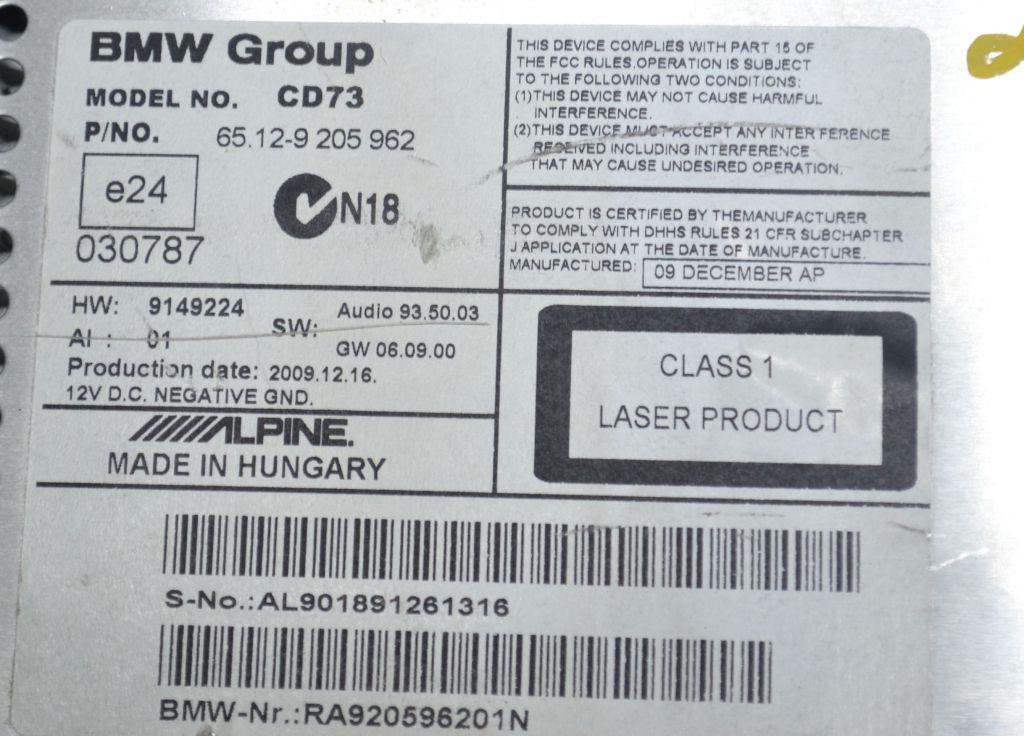 BMW Group
MODEL NO. CD73
P/NO. 65.12-9 205 962
e24
030787
N18
THIS DEVICE COMPLIES WITH PART 15 OF
THE FCC RULES.OPERATION IS SUBJECT
TO THE FOLLOWING TWO CONDITIONS:
(1)THIS DEVICE MAY NOT CAUSE HARMFUL
INTERFERENCE.
(2)THIS DEVICE MUST ACCEPT ANY INTERFERENCE
RECEIVED INCLUDING INTERFERENCE
THAT MAY CAUSE UNDESIRED OPERATION.
PRODUCT IS CERTIFIED BY THEMANUFACTURER
TO COMPLY WITH DHHS RULES 21 CFR SUBCHAPTER
J APPLICATION AT THE DATE OF MANUFACTURE.
MANUFACTURED: 09 DECEMBER AP
HW: 9149224
AI : 01
SW: Audio 93.50.03
GW 06.09.00
Production date: 2009.12.16.
12V D.C. NEGATIVE GND.
ALPINE.
MADE IN HUNGARY
CLASS 1
LASER PRODUCT
S-No.:AL901891261316
BMW-Nr.:RA920596201N